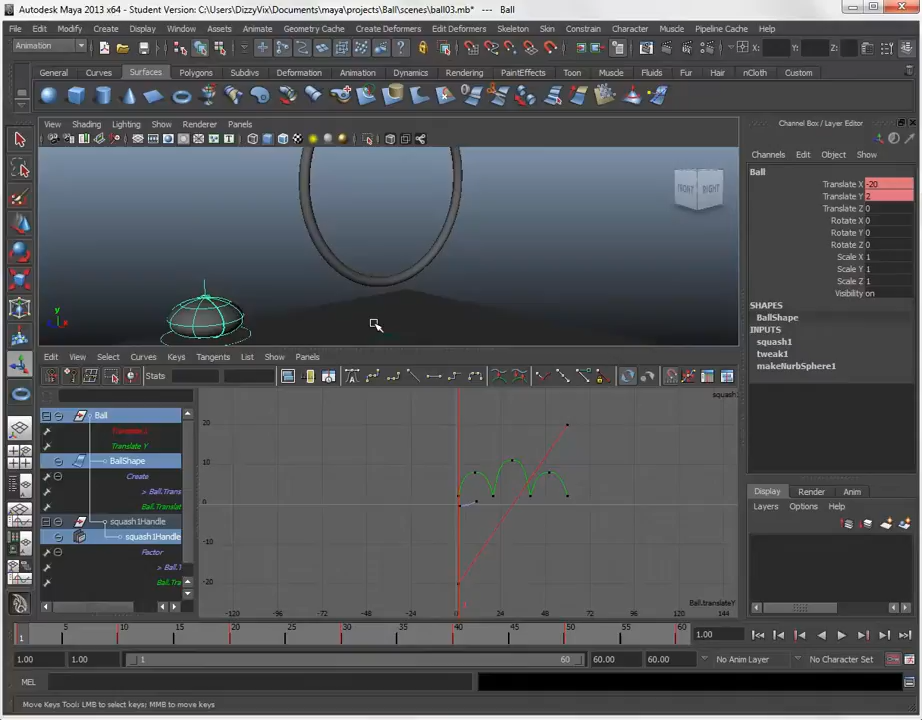 Autodesk Maya 2013 x64 - Student Version: C:\Users\DizzyVix\Documents\maya\projects\Ball\scenes\ball03.mb* --- Ball
File Edit Modify Create Display Window Assets Animate Geometry Cache Create Deformers Edit Deformers Skeleton Skin Constrain Character Muscle Pipeline Cache Help
Animation X: Y: Z:
General Curves Surfaces Polygons Subdivs Deformation Animation Dynamics Rendering PaintEffects Toon Muscle Fluids Fur Hair nCloth Custom
View Shading Lighting Show Renderer Panels
Channel Box / Layer Editor
Channels Edit Object Show
Ball
Translate X -20
Translate Y 2
Translate Z 0
Rotate X 0
Rotate Y 0
Rotate Z 0
Scale X 1
Scale Y 1
Scale Z 1
Visibility on
SHAPES
BallShape
INPUTS
squash1
tweak1
makeNurbSphere1
FRONT RIGHT
y
z
Edit View Select Curves Keys Tangents List Show Panels
Stats
Ball
Translate Y
BallShape
Create
> Ball.Trans
Ball.Translat
squash1Handle
squash1Handle
Factor
> Ball.T
Ball.Tra
squash
20
10
0
-10
-20
-120 -96 -72 -48 -24 0 24 48 72 96 120 144
1
Ball.translateY
Display Render Anim
Layers Options Help
1 5 10 15 20 25 30 35 40 45 50 55 60 1.00
1.00 1.00 1 60 60.00 60.00 No Anim Layer No Character Set
MEL
Move Keys Tool: LMB to select keys; MMB to move keys